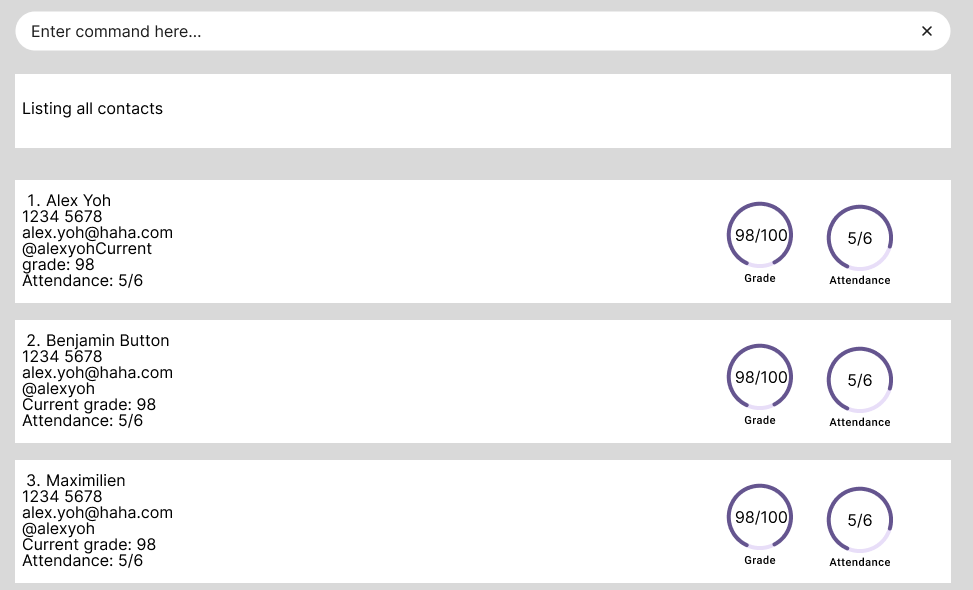 Enter command here...
Listing all contacts
1. Alex Yoh
1234 5678
alex.yoh@haha.com
@alexyohCurrent
grade: 98
Attendance: 5/6
98/100
Grade
5/6
Attendance
2. Benjamin Button
1234 5678
alex.yoh@haha.com
@alexyoh
Current grade: 98
Attendance: 5/6
98/100
Grade
5/6
Attendance
3. Maximilien
1234 5678
alex.yoh@haha.com
@alexyoh
Current grade: 98
Attendance: 5/6
98/100
Grade
5/6
Attendance